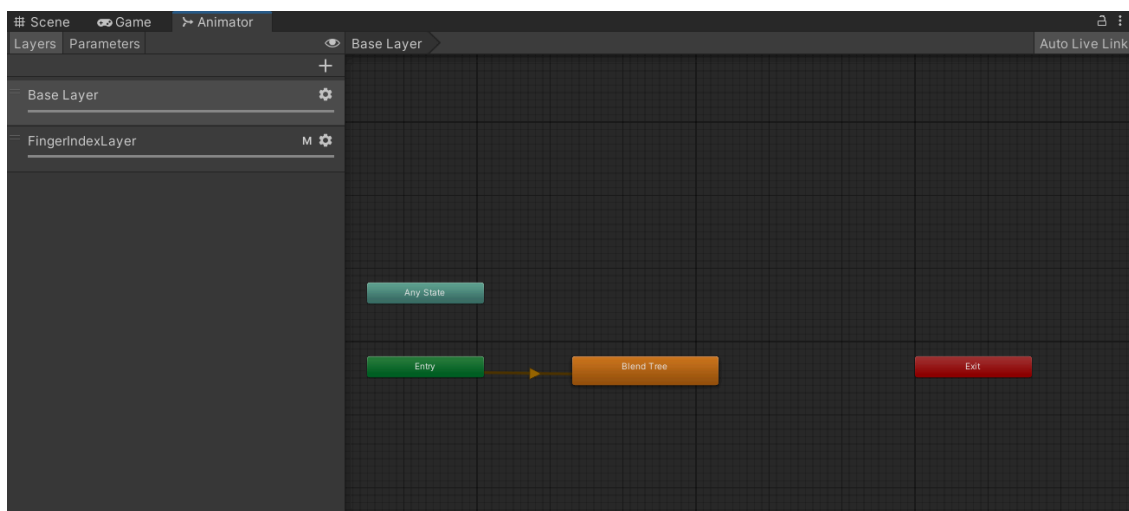 Scene Game Animator
Layers Parameters Base Layer Auto Live Link
Base Layer
FingerIndexLayer M
Any State
Entry Blend Tree Exit